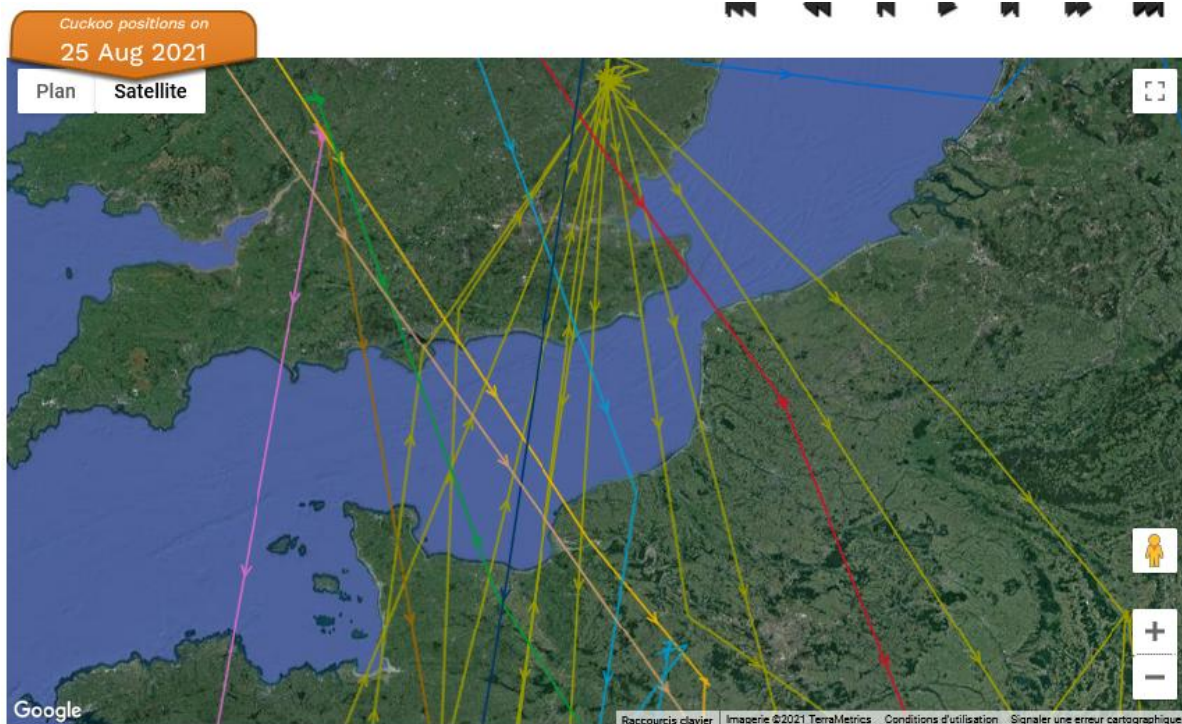 Cuckoo positions on
25 Aug 2021
Plan Satellite
+
−
Google
Raccourcis clavier Imagerie ©2021 TerraMetrics Conditions d'utilisation Signaler une erreur cartographique